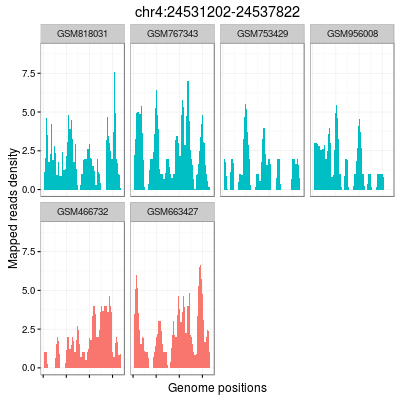 chr4:24531202-24537822
GSM818031 GSM767343 GSM753429 GSM956008
7.5
5.0
2.5
0.0
GSM466732 GSM663427
7.5
5.0
2.5
0.0
Mapped reads density
Genome positions